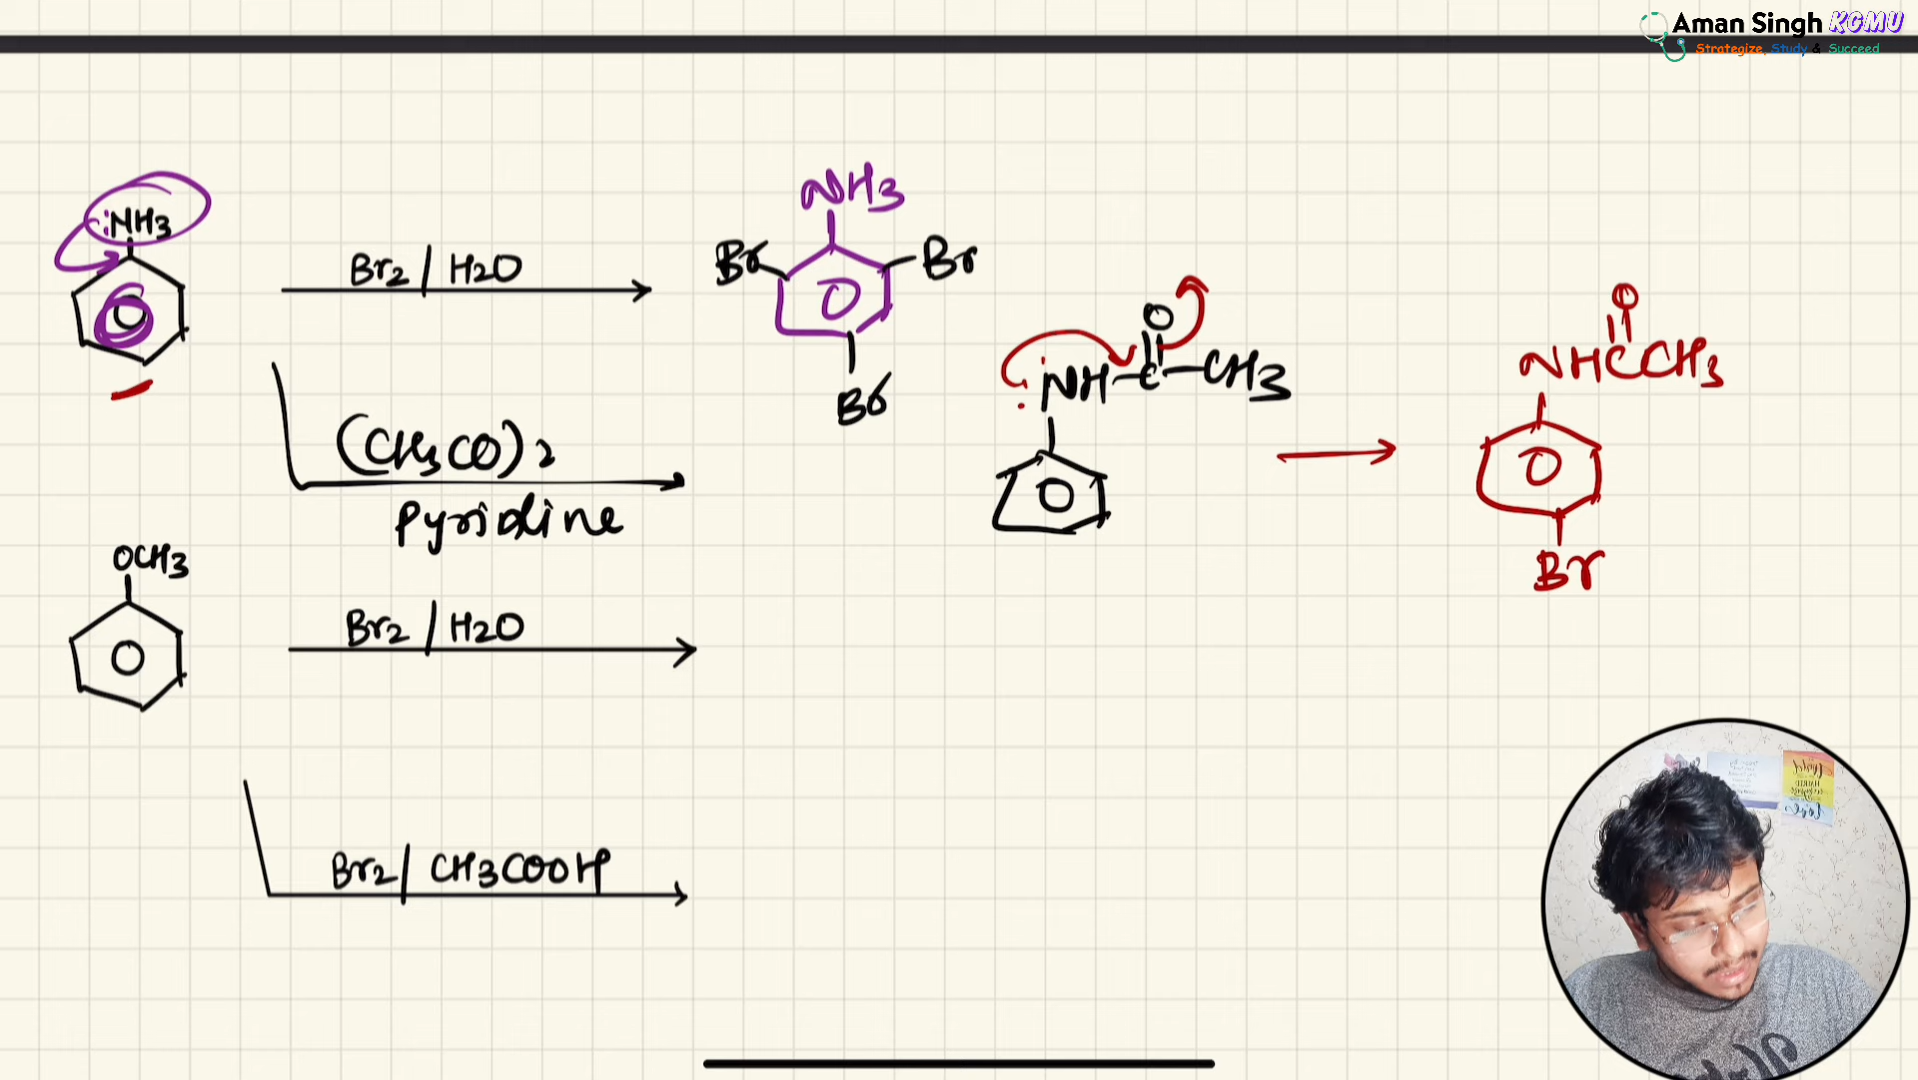 Aman Singh KGMU
Strategize, Study & Succeed
:NH3
Br2 / H2O
NH3
Br
Br
Br
(CH3CO)2
Pyridine
O
NH-C-CH3
O
NHCCH3
Br
OCH3
Br2 / H2O
Br2 / CH3COOH